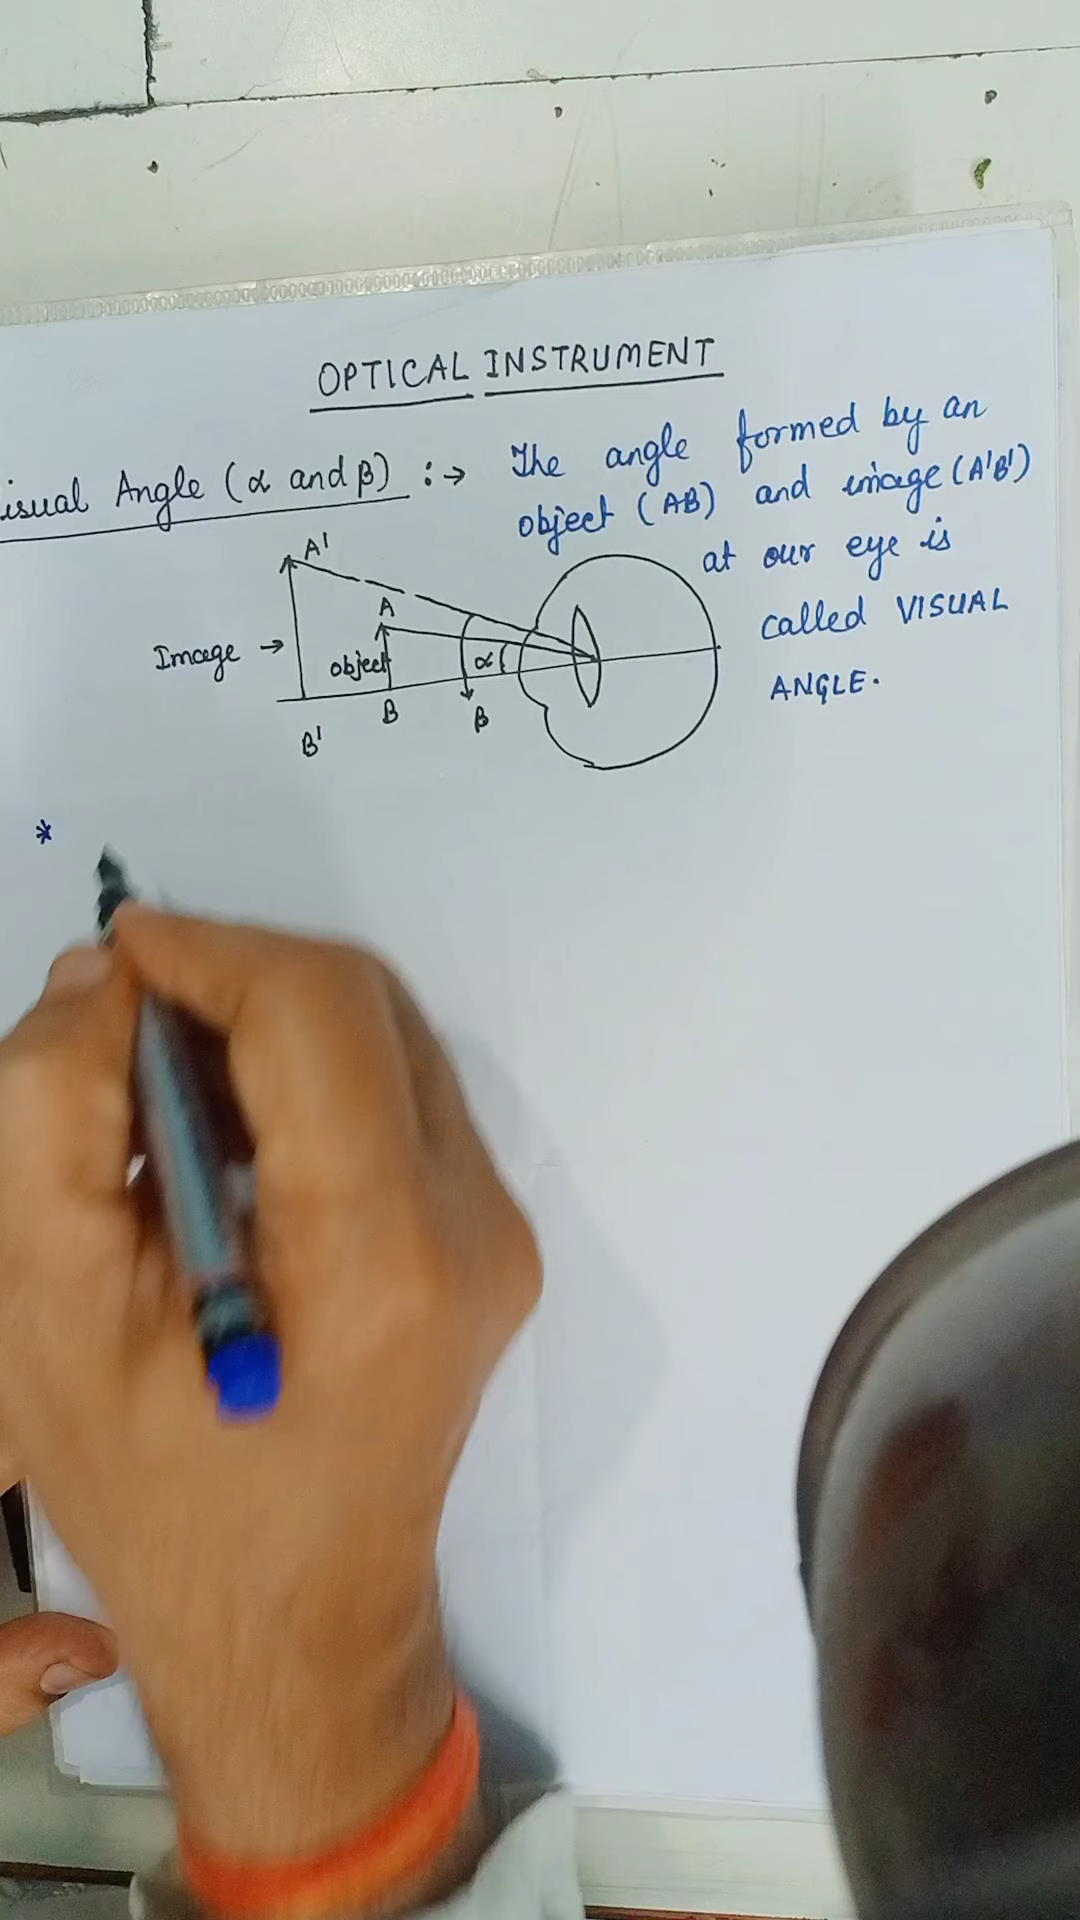 OPTICAL INSTRUMENT
isual Angle (α and β) :→ The angle formed by an
object (AB) and image (A'B')
at our eye is
called VISUAL
ANGLE.
A'
A
Image →
object
α
B
β
B'
*